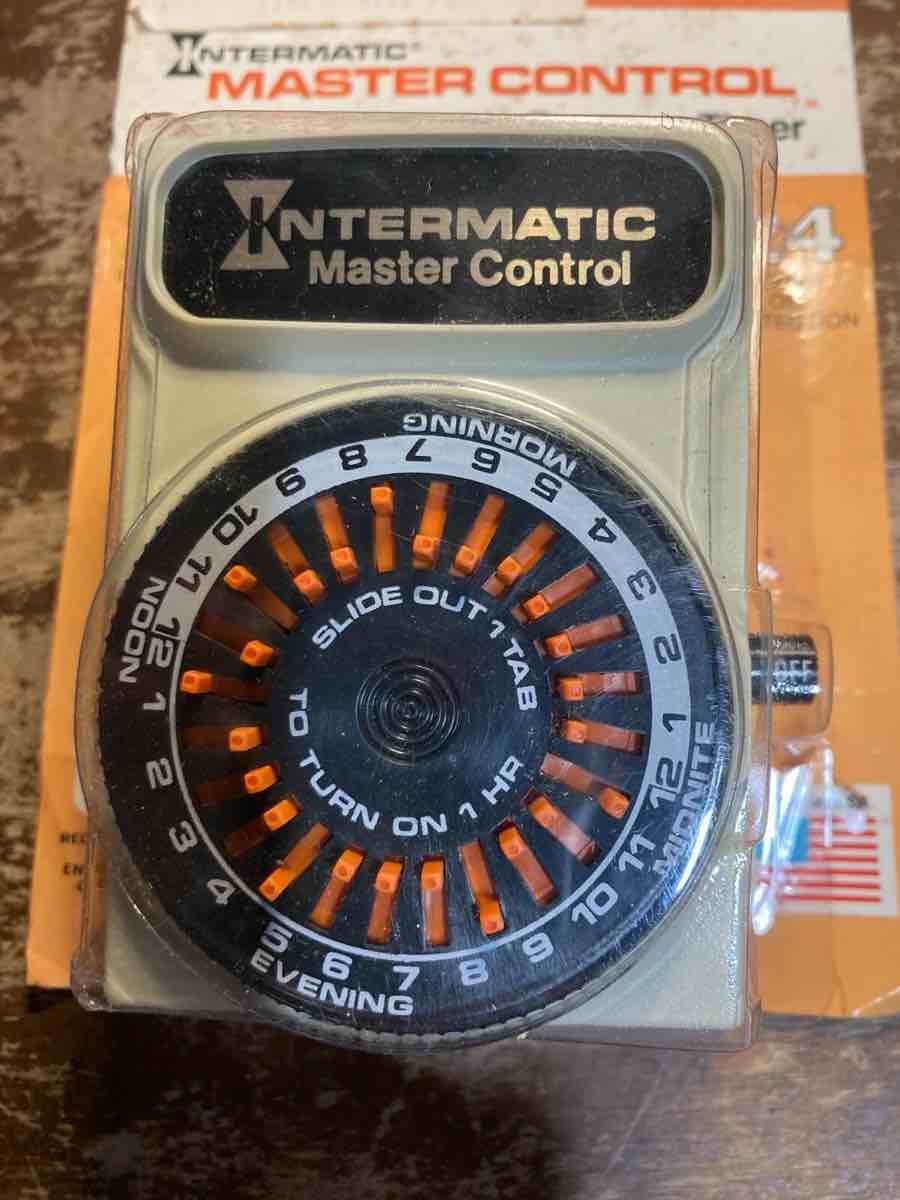 INTERMATIC®
MASTER CONTROL™
INTERMATIC
Master Control
MORNING
NOON
MIDNITE
EVENING
12 1 2 3 4 5 6 7 8 9 10 11
12 1 2 3 4 5 6 7 8 9 10 11
SLIDE OUT 1 TAB
TO TURN ON 1 HR
OFF